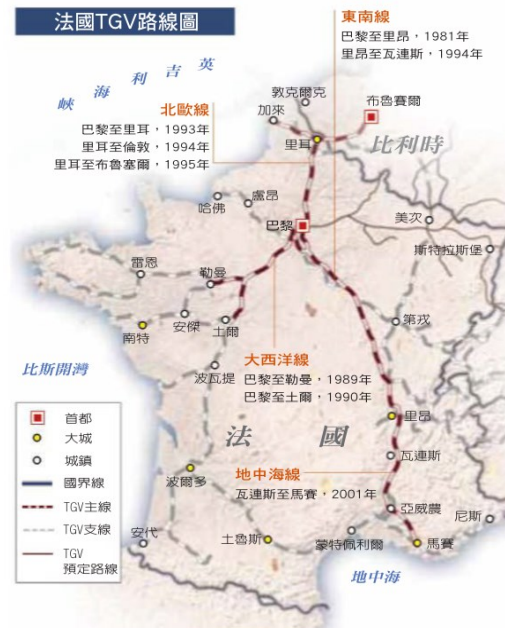 法國TGV路線圖
東南線
巴黎至里昂，1981年
里昂至瓦連斯，1994年
英吉利海峽
敦克爾克
加來
布魯賽爾
北歐線
巴黎至里耳，1993年
里耳至倫敦，1994年
里耳至布魯塞爾，1995年
里耳
比利時
盧昂
哈佛
巴黎
美次
斯特拉斯堡
雷恩
勒曼
安傑
土爾
南特
第戎
比斯開灣
大西洋線
巴黎至勒曼，1989年
巴黎至土爾，1990年
波瓦提
法國
里昂
瓦連斯
地中海線
瓦連斯至馬賽，2001年
波爾多
亞威農
尼斯
安代
土魯斯
蒙特佩利爾
馬賽
地中海
首都
大城
城鎮
國界線
TGV主線
TGV支線
TGV
預定路線